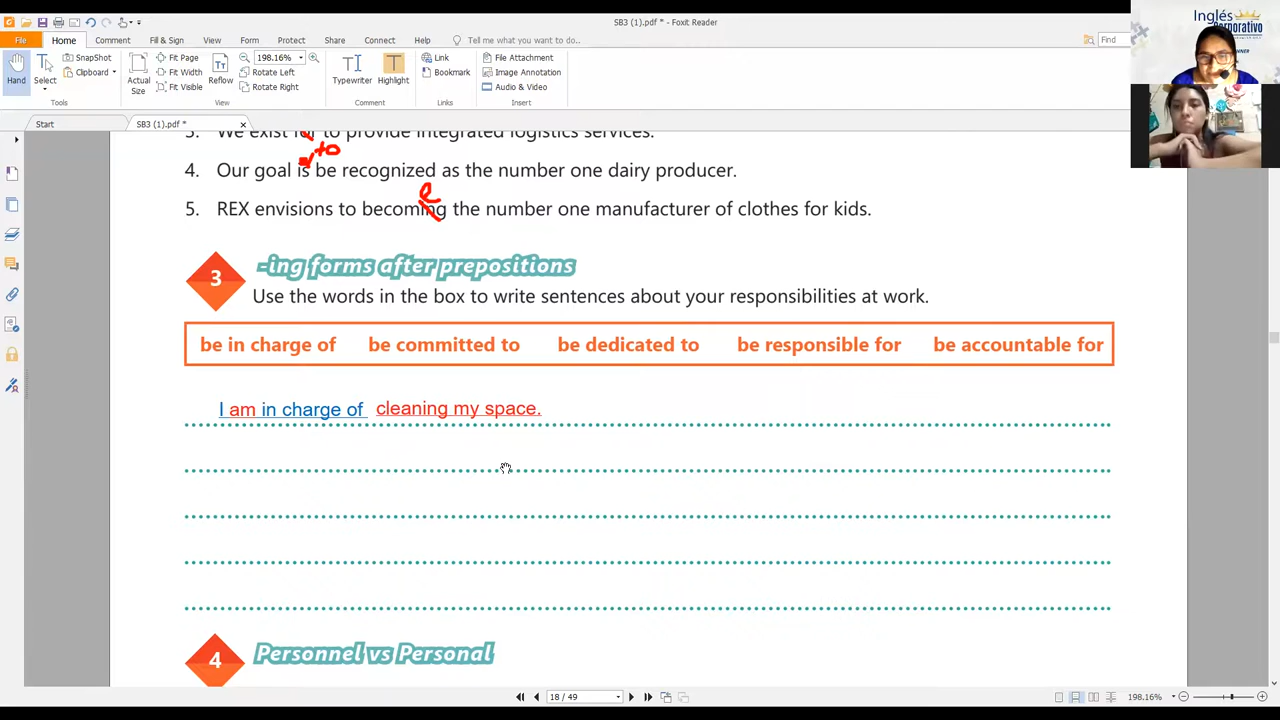 SB3 (1).pdf * - Foxit Reader
File Home Comment Fill & Sign View Form Protect Share Connect Help Tell me what you want to do... Find
Hand Select SnapShot Clipboard Actual Size Fit Page Fit Width Fit Visible Reflow 198.16% Rotate Left Rotate Right Typewriter Highlight Link Bookmark File Attachment Image Annotation Audio & Video
Tools View Comment Links Insert
Start SB3 (1).pdf *
Inglés
Corporativo
3. We exist for to provide integrated logistics services.
to
4. Our goal is be recognized as the number one dairy producer.
e
5. REX envisions to becoming the number one manufacturer of clothes for kids.
3 -ing forms after prepositions
Use the words in the box to write sentences about your responsibilities at work.
be in charge of be committed to be dedicated to be responsible for be accountable for
I am in charge of cleaning my space.
4 Personnel vs Personal
18 / 49 198.16%